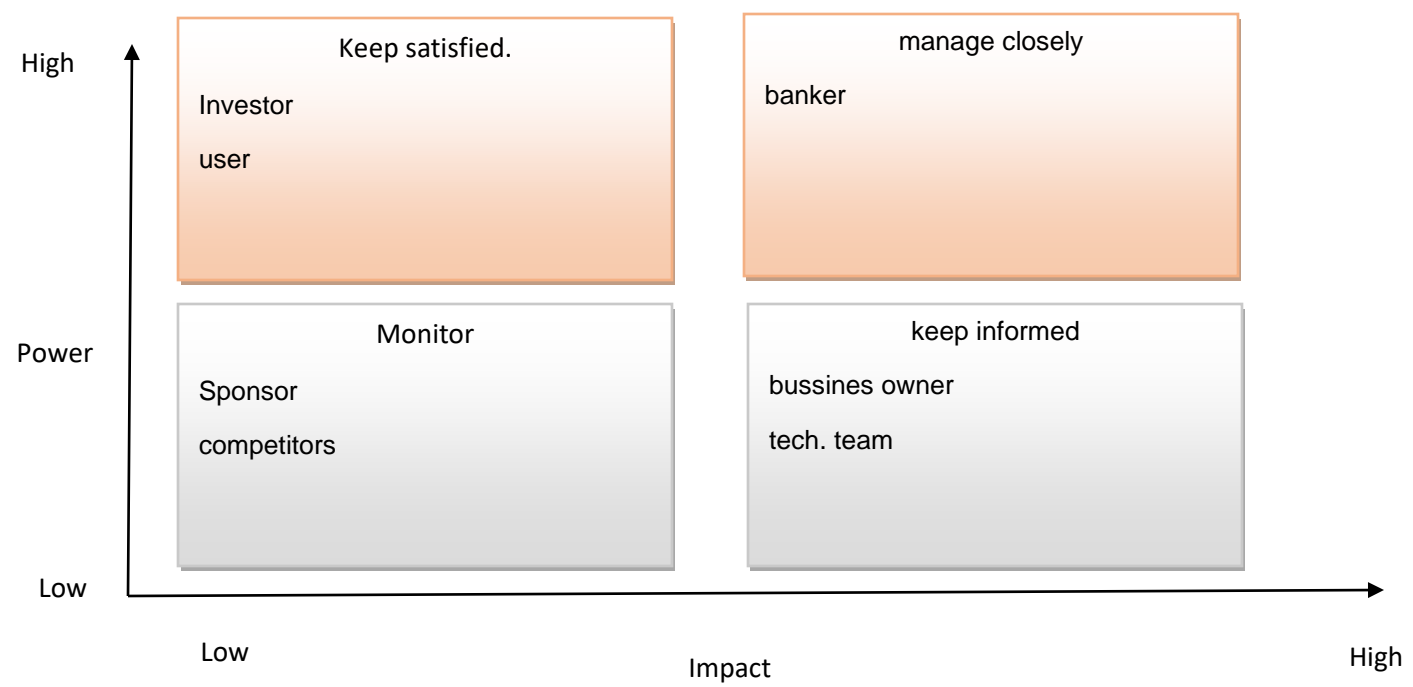 High
Keep satisfied.
Investor
user
manage closely
banker
Power
Monitor
Sponsor
competitors
keep informed
bussines owner
tech. team
Low
Low
Impact
High